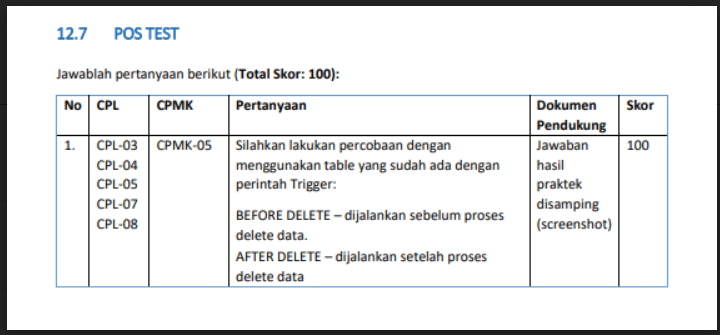 12.7 POS TEST
Jawablah pertanyaan berikut (Total Skor: 100):
No CPL CPMK Pertanyaan Dokumen Pendukung Skor
1. CPL-03 CPMK-05 Silahkan lakukan percobaan dengan Jawaban 100
CPL-04 menggunakan table yang sudah ada dengan hasil
CPL-05 perintah Trigger: praktek
CPL-07 disamping
BEFORE DELETE – dijalankan sebelum proses
CPL-08 (screenshot)
delete data.
AFTER DELETE – dijalankan setelah proses
delete data